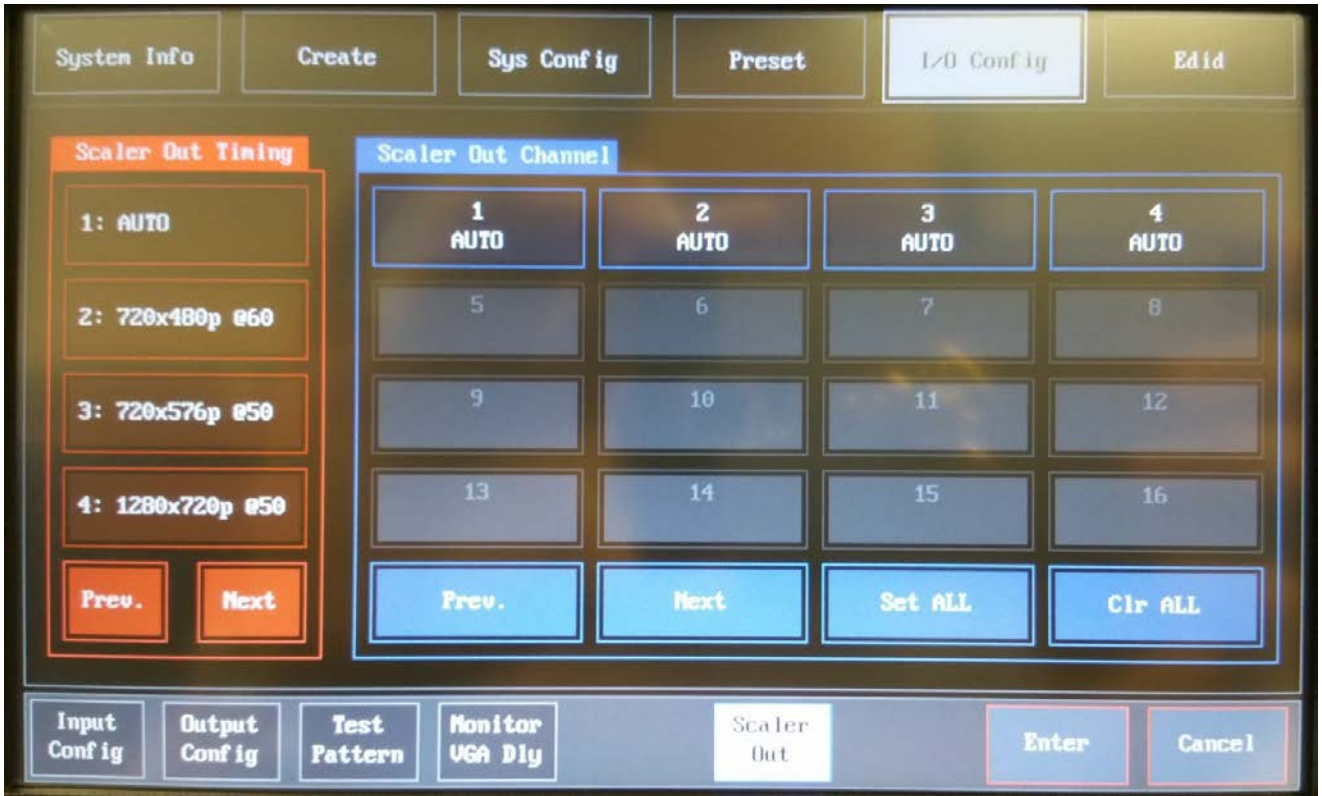 System Info
Create
Sys Config
Preset
I/O Config
Edid
Scaler Out Timing
Scaler Out Channel
1: AUTO
1
AUTO
2
AUTO
3
AUTO
4
AUTO
2: 720x480p @60
5
6
7
8
3: 720x576p @50
9
10
11
12
4: 1280x720p @50
13
14
15
16
Prev.
Next
Prev.
Next
Set ALL
Clr ALL
Input
Config
Output
Config
Test
Pattern
Monitor
VGA Dly
Scaler
Out
Enter
Cancel